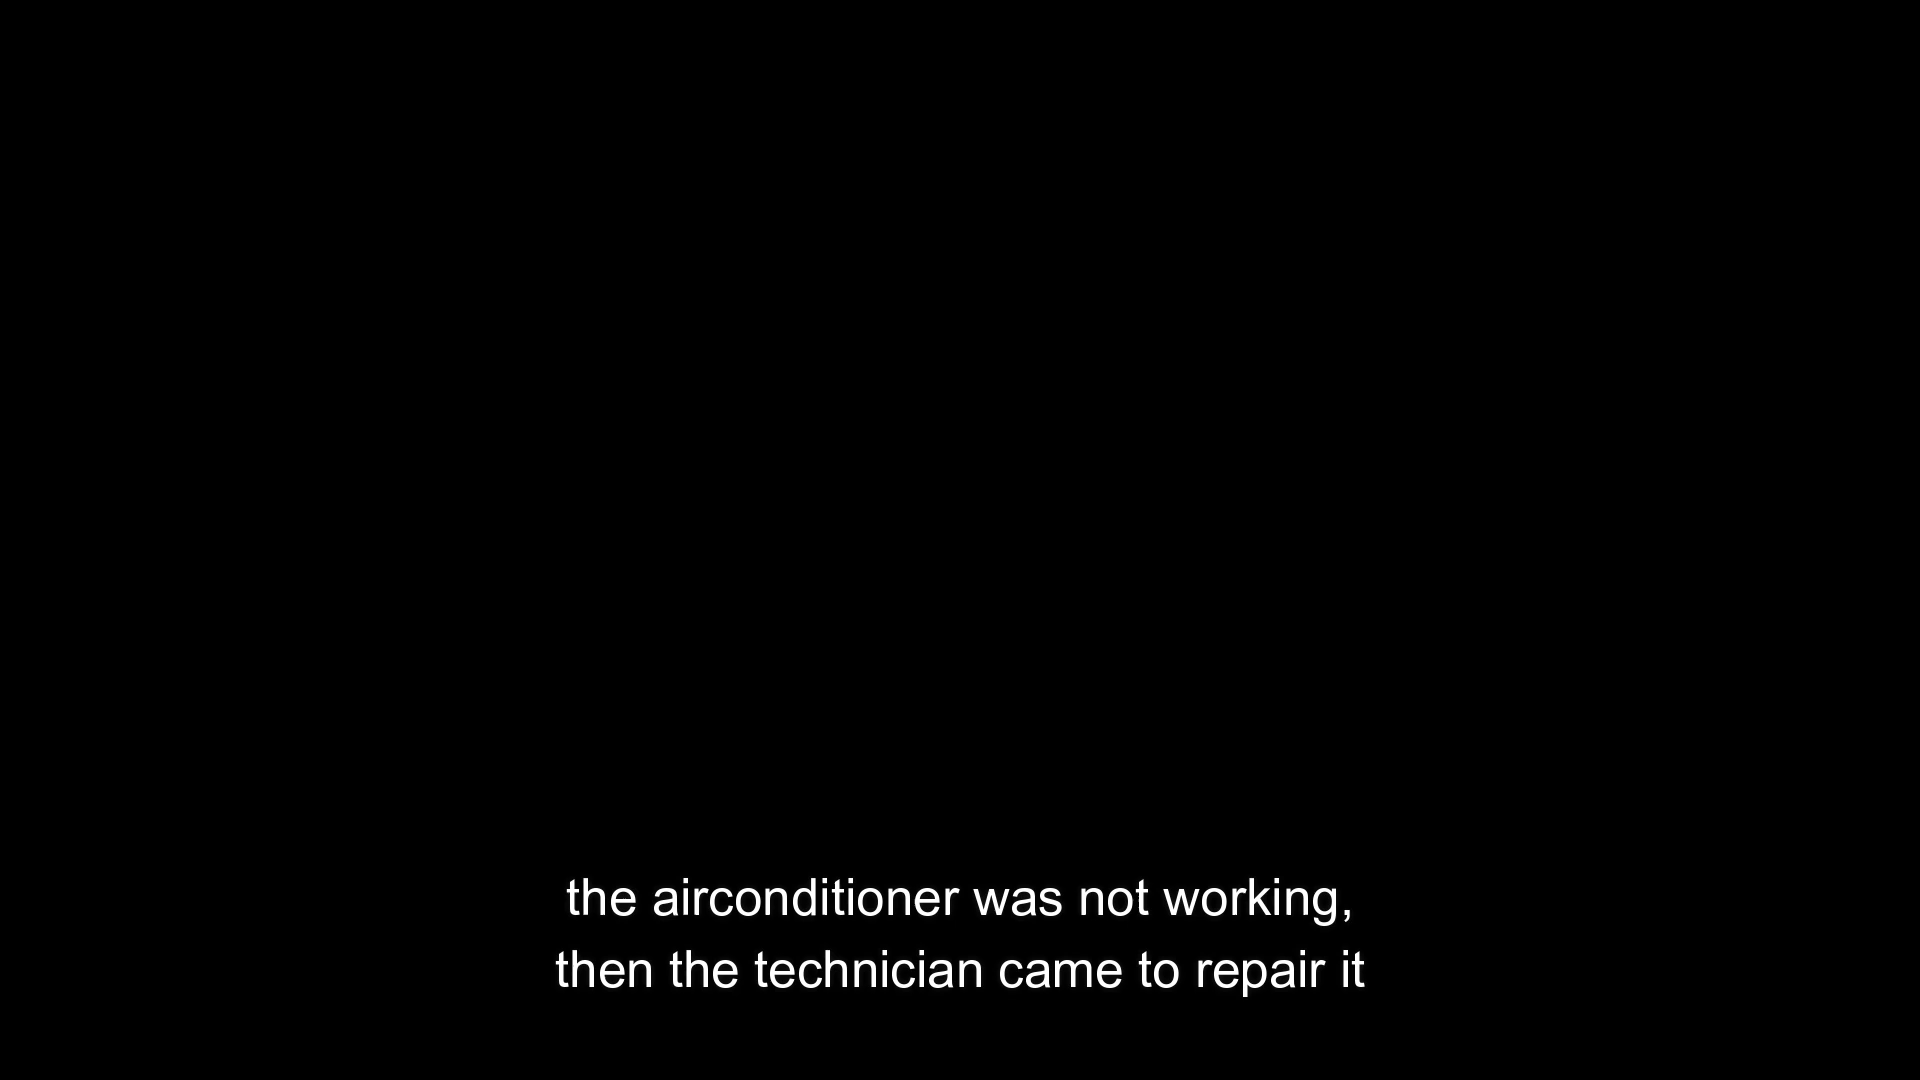 the airconditioner was not working,
then the technician came to repair it